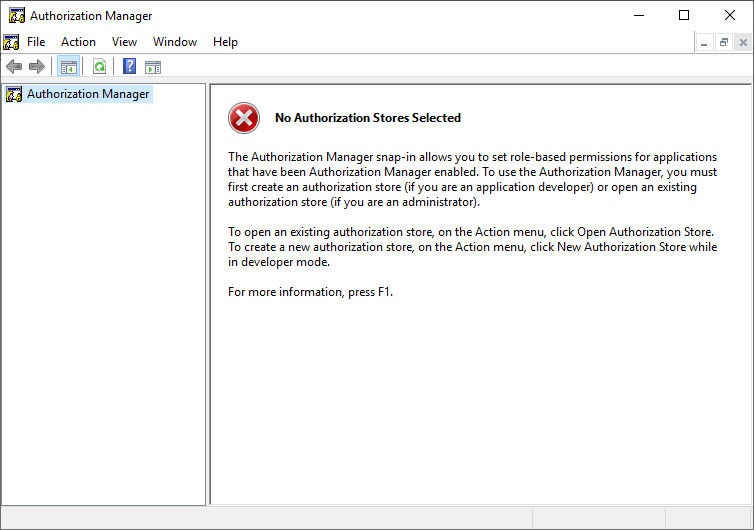 Authorization Manager
File Action View Window Help
Authorization Manager
No Authorization Stores Selected
The Authorization Manager snap-in allows you to set role-based permissions for applications
that have been Authorization Manager enabled. To use the Authorization Manager, you must
first create an authorization store (if you are an application developer) or open an existing
authorization store (if you are an administrator).
To open an existing authorization store, on the Action menu, click Open Authorization Store.
To create a new authorization store, on the Action menu, click New Authorization Store while
in developer mode.
For more information, press F1.